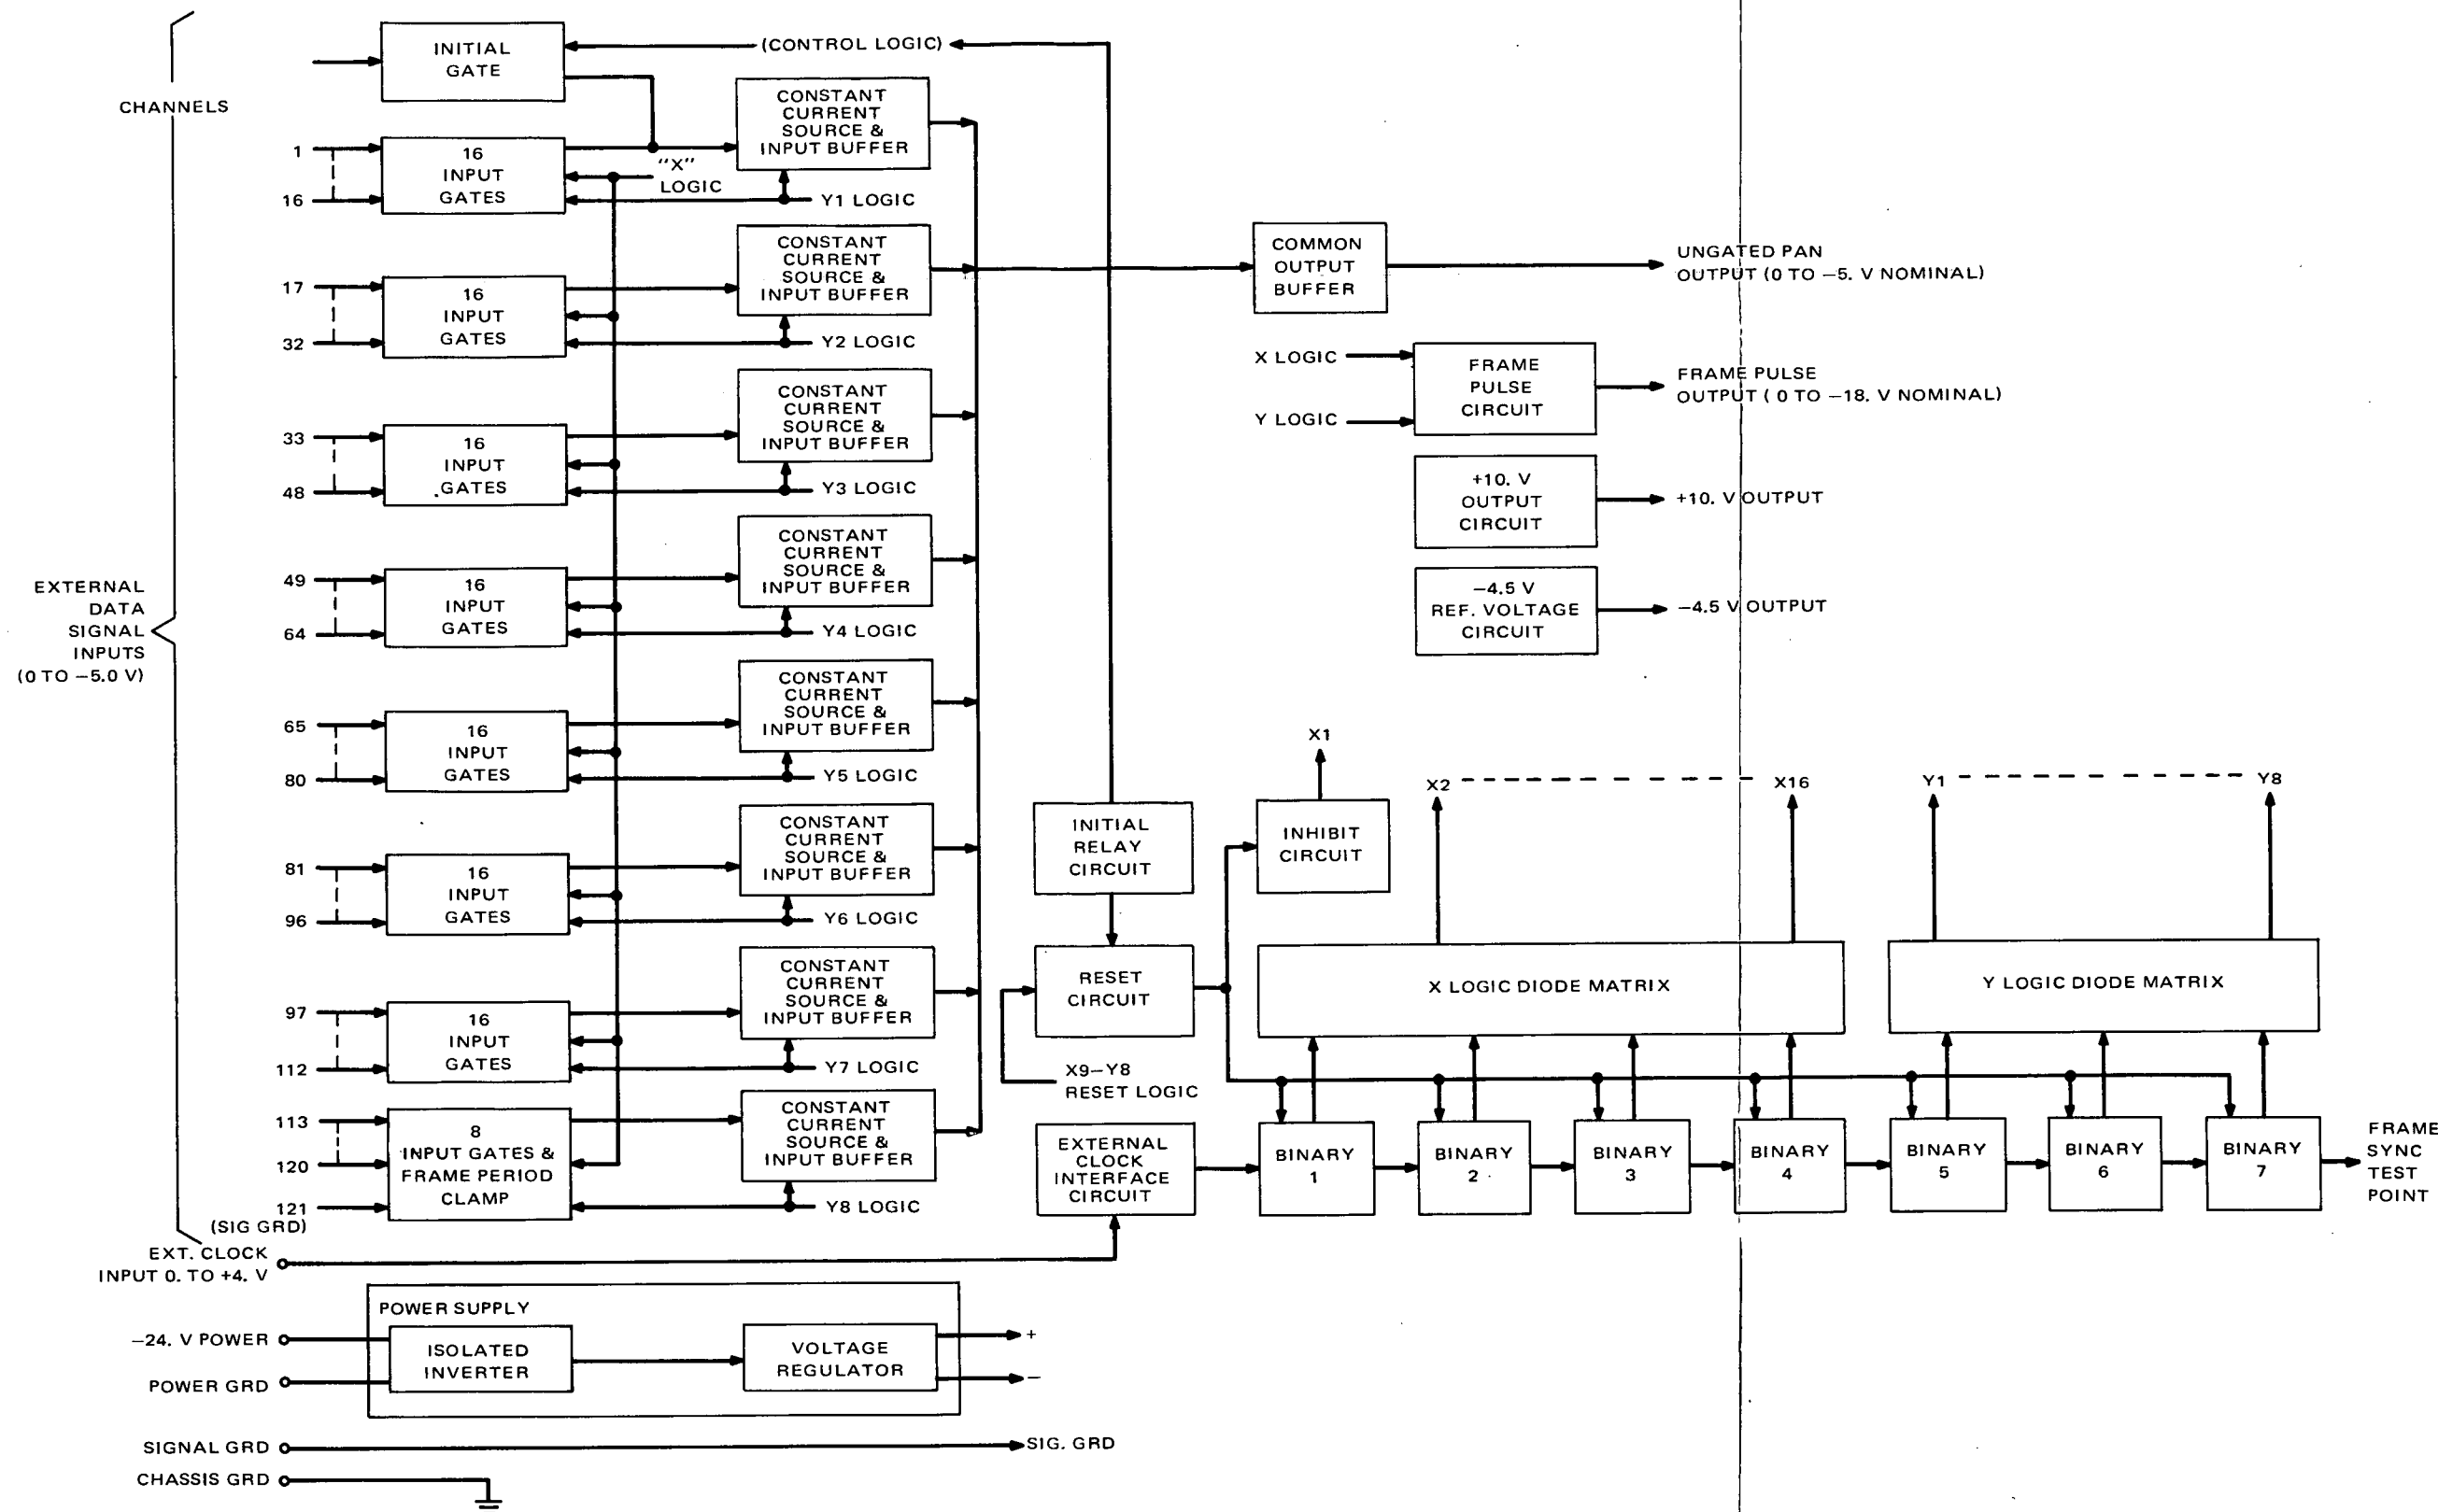 CHANNELS
EXTERNAL
DATA
SIGNAL
INPUTS
(0 TO −5.0 V)
INITIAL
GATE
(CONTROL LOGIC)
1
16
16
INPUT
GATES
"X"
LOGIC
CONSTANT
CURRENT
SOURCE &
INPUT BUFFER
Y1 LOGIC
17
32
16
INPUT
GATES
CONSTANT
CURRENT
SOURCE &
INPUT BUFFER
Y2 LOGIC
33
48
16
INPUT
GATES
CONSTANT
CURRENT
SOURCE &
INPUT BUFFER
Y3 LOGIC
49
64
16
INPUT
GATES
CONSTANT
CURRENT
SOURCE &
INPUT BUFFER
Y4 LOGIC
65
80
16
INPUT
GATES
CONSTANT
CURRENT
SOURCE &
INPUT BUFFER
Y5 LOGIC
81
96
16
INPUT
GATES
CONSTANT
CURRENT
SOURCE &
INPUT BUFFER
Y6 LOGIC
97
112
16
INPUT
GATES
CONSTANT
CURRENT
SOURCE &
INPUT BUFFER
Y7 LOGIC
113
120
121
(SIG GRD)
8
INPUT GATES &
FRAME PERIOD
CLAMP
CONSTANT
CURRENT
SOURCE &
INPUT BUFFER
Y8 LOGIC
EXT. CLOCK
INPUT 0. TO +4. V
POWER SUPPLY
−24. V POWER
POWER GRD
ISOLATED
INVERTER
VOLTAGE
REGULATOR
+
−
SIGNAL GRD
SIG. GRD
CHASSIS GRD
COMMON
OUTPUT
BUFFER
UNGATED PAN
OUTPUT (0 TO −5. V NOMINAL)
X LOGIC
Y LOGIC
FRAME
PULSE
CIRCUIT
FRAME PULSE
OUTPUT ( 0 TO −18. V NOMINAL)
+10. V
OUTPUT
CIRCUIT
+10. V OUTPUT
−4.5 V
REF. VOLTAGE
CIRCUIT
−4.5 V OUTPUT
INITIAL
RELAY
CIRCUIT
X1
INHIBIT
CIRCUIT
X2
X16
Y1
Y8
RESET
CIRCUIT
X LOGIC DIODE MATRIX
Y LOGIC DIODE MATRIX
X9−Y8
RESET LOGIC
EXTERNAL
CLOCK
INTERFACE
CIRCUIT
BINARY
1
BINARY
2
BINARY
3
BINARY
4
BINARY
5
BINARY
6
BINARY
7
FRAME
SYNC
TEST
POINT